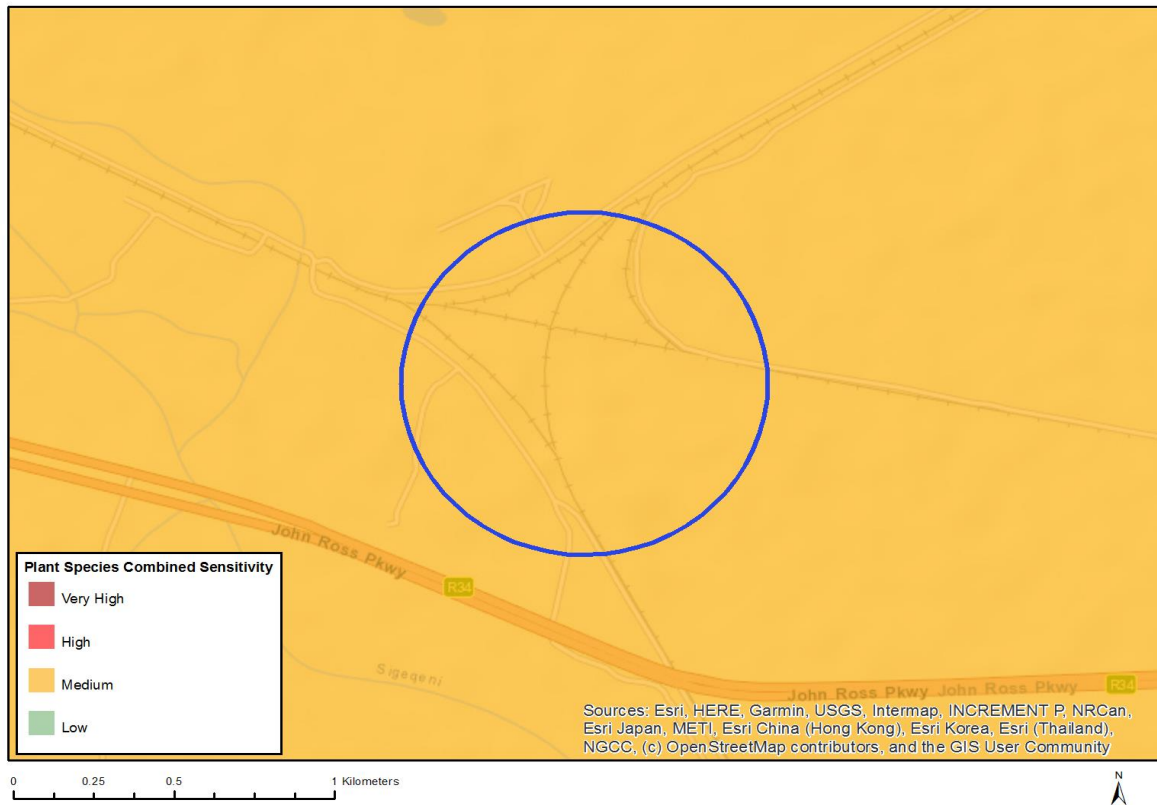 John Ross Pkwy
R34
Sigeqeni
John Ross Pkwy John Ross Pkwy
R34
Plant Species Combined Sensitivity
Very High
High
Medium
Low
Sources: Esri, HERE, Garmin, USGS, Intermap, INCREMENT P, NRCan,
Esri Japan, METI, Esri China (Hong Kong), Esri Korea, Esri (Thailand),
NGCC, (c) OpenStreetMap contributors, and the GIS User Community
0 0.25 0.5 1 Kilometers
N